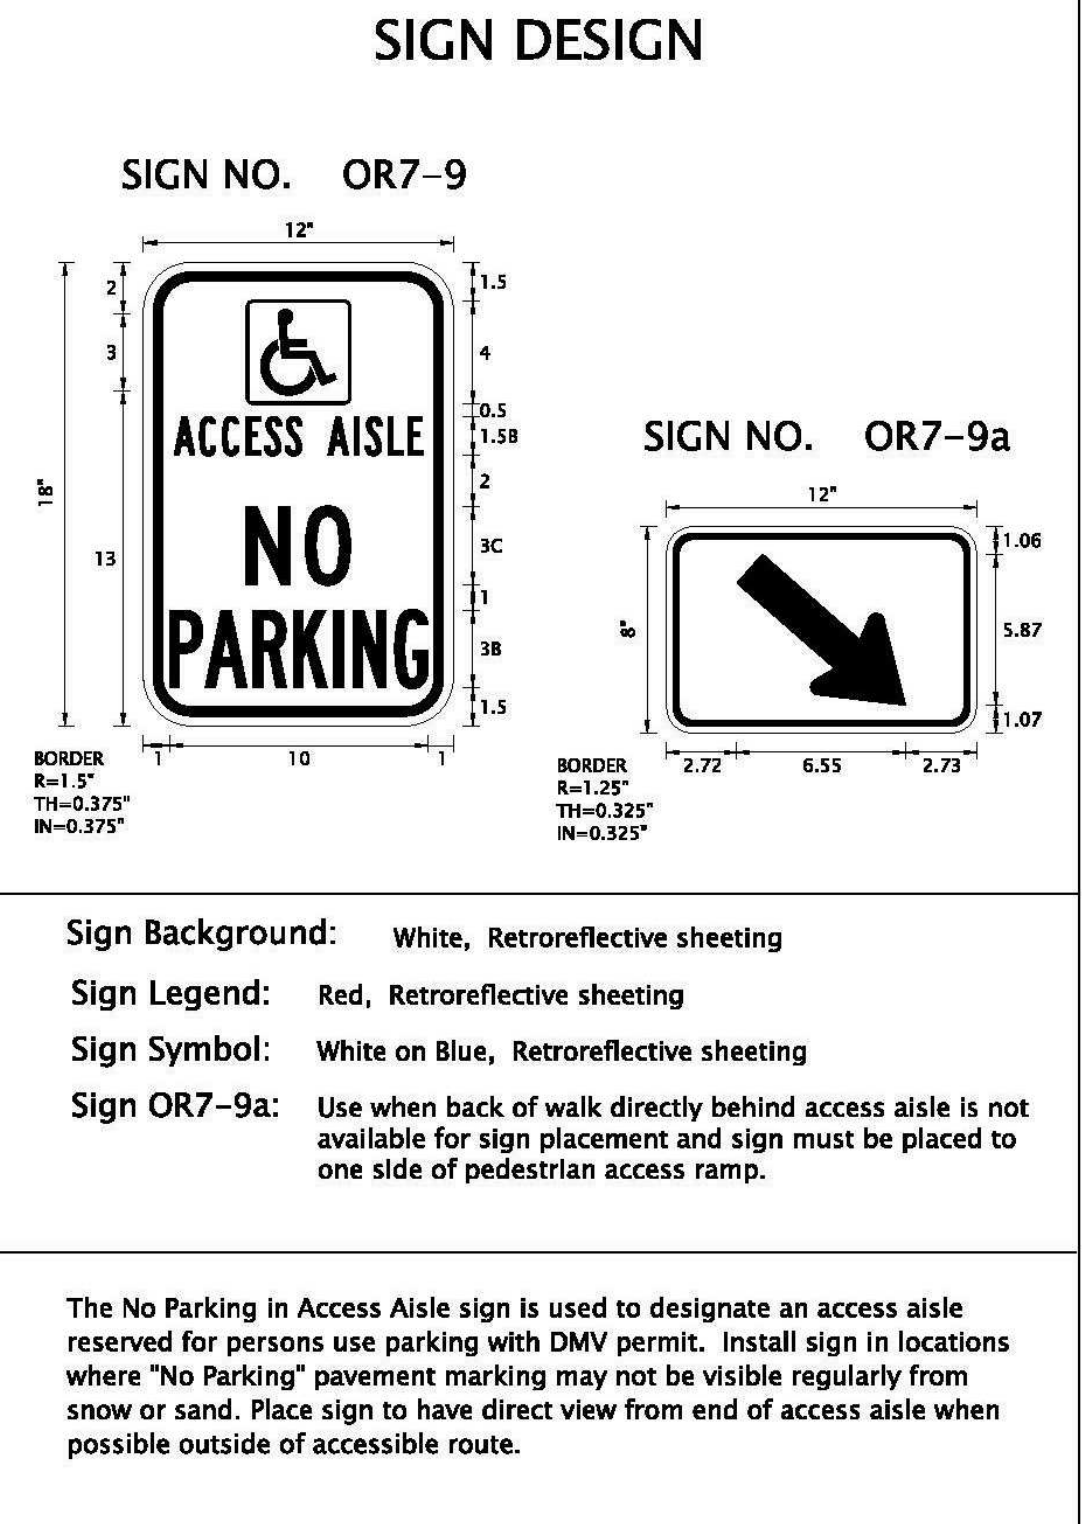 SIGN DESIGN
SIGN NO. OR7-9
12"
2
3
13
18"
1.5
4
0.5
1.5B
2
3C
1
3B
1.5
ACCESS AISLE
NO
PARKING
1 10 1
BORDER
R=1.5"
TH=0.375"
IN=0.375"
SIGN NO. OR7-9a
12"
8"
1.06
5.87
1.07
2.72 6.55 2.73
BORDER
R=1.25"
TH=0.325"
IN=0.325"
Sign Background: White, Retroreflective sheeting
Sign Legend: Red, Retroreflective sheeting
Sign Symbol: White on Blue, Retroreflective sheeting
Sign OR7-9a: Use when back of walk directly behind access aisle is not
available for sign placement and sign must be placed to
one side of pedestrian access ramp.
The No Parking in Access Aisle sign is used to designate an access aisle
reserved for persons use parking with DMV permit. Install sign in locations
where "No Parking" pavement marking may not be visible regularly from
snow or sand. Place sign to have direct view from end of access aisle when
possible outside of accessible route.